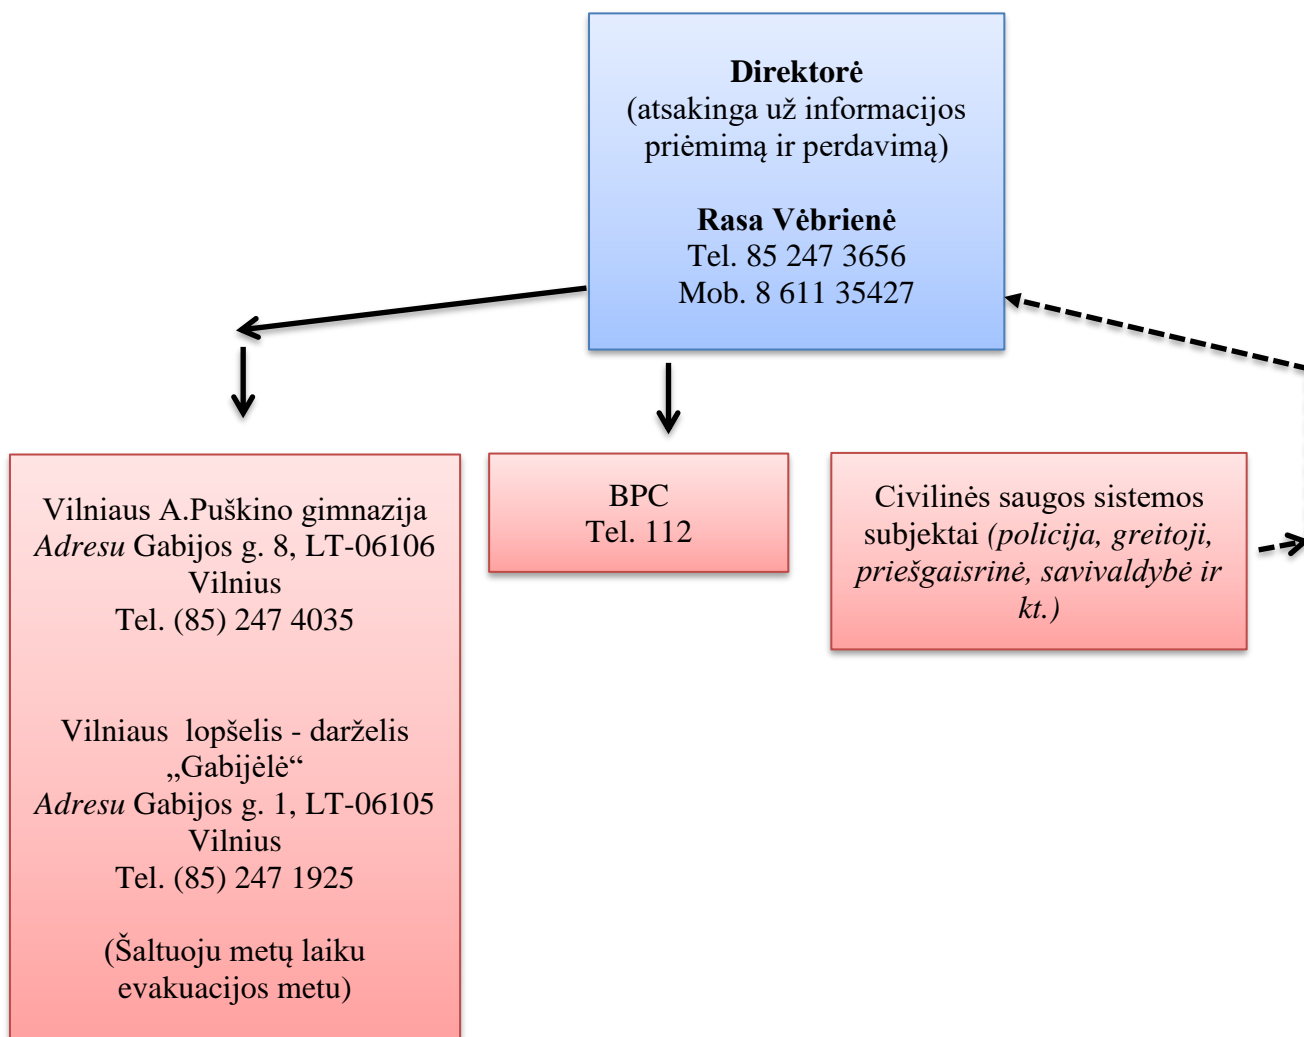 Direktorė
(atsakinga už informacijos
priėmimą ir perdavimą)
Rasa Vėbrienė
Tel. 85 247 3656
Mob. 8 611 35427
Vilniaus A.Puškino gimnazija
Adresu Gabijos g. 8, LT-06106
Vilnius
Tel. (85) 247 4035
Vilniaus lopšelis - darželis
„Gabijėlė“
Adresu Gabijos g. 1, LT-06105
Vilnius
Tel. (85) 247 1925
(Šaltuoju metų laiku
evakuacijos metu)
BPC
Tel. 112
Civilinės saugos sistemos
subjektai (policija, greitoji,
priešgaisrinė, savivaldybė ir
kt.)